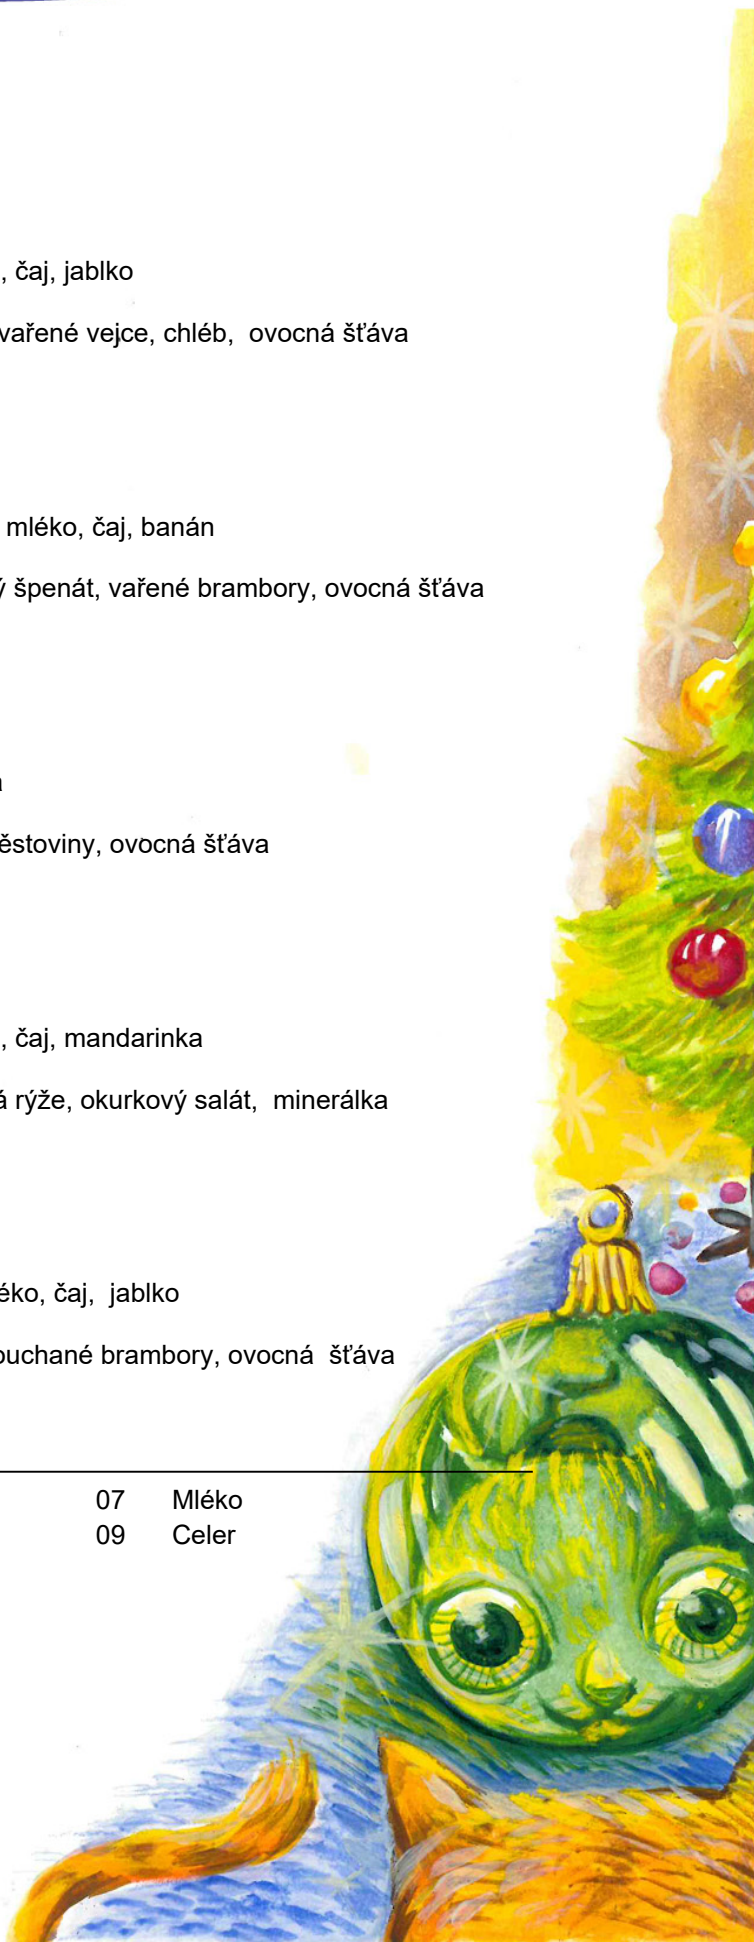 , čaj, jablko
vařené vejce, chléb, ovocná šťáva
mléko, čaj, banán
ý špenát, vařené brambory, ovocná šťáva
a
ěstoviny, ovocná šťáva
, čaj, mandarinka
á rýže, okurkový salát, minerálka
éko, čaj, jablko
ouchané brambory, ovocná šťáva
07 Mléko
09 Celer